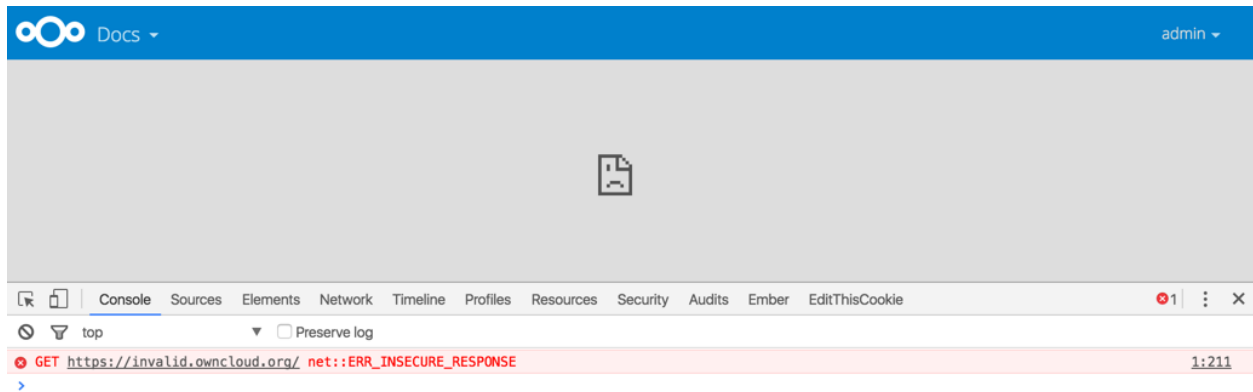 Docs
admin
Console Sources Elements Network Timeline Profiles Resources Security Audits Ember EditThisCookie 1
top Preserve log
GET https://invalid.owncloud.org/ net::ERR_INSECURE_RESPONSE 1:211